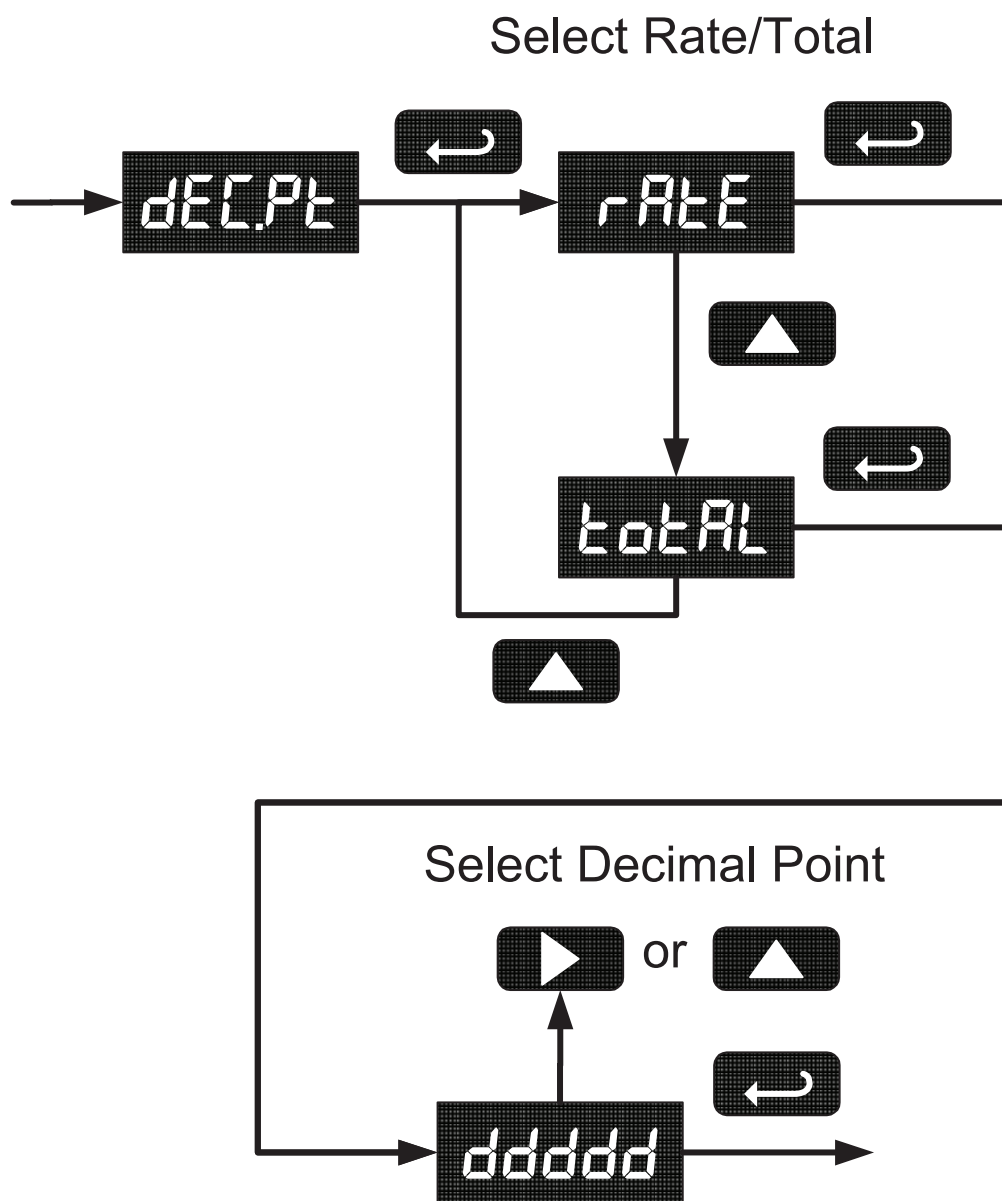 Select Rate/Total
dEC.Pt
rAtE
totAL
Select Decimal Point
or
ddddd